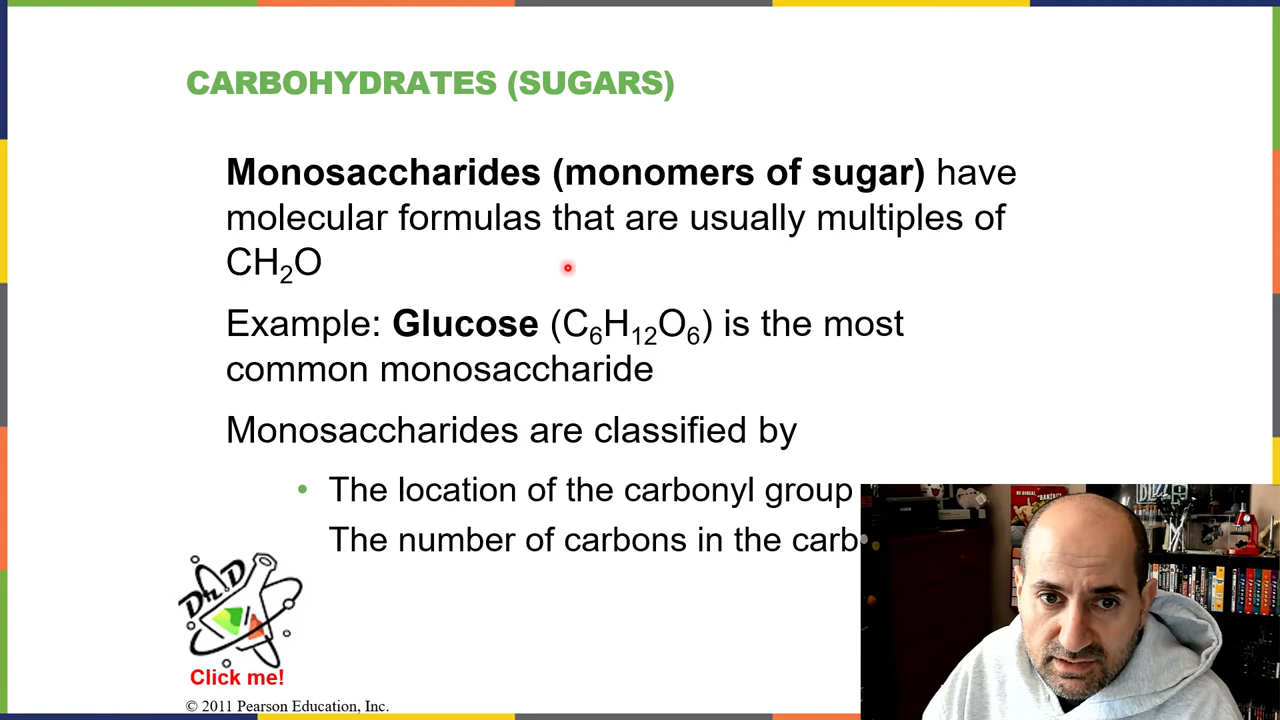 CARBOHYDRATES (SUGARS)
Monosaccharides (monomers of sugar) have
molecular formulas that are usually multiples of
CH₂O
Example: Glucose (C₆H₁₂O₆) is the most
common monosaccharide
Monosaccharides are classified by
• The location of the carbonyl group
The number of carbons in the carb
Dr. D
Click me!
© 2011 Pearson Education, Inc.